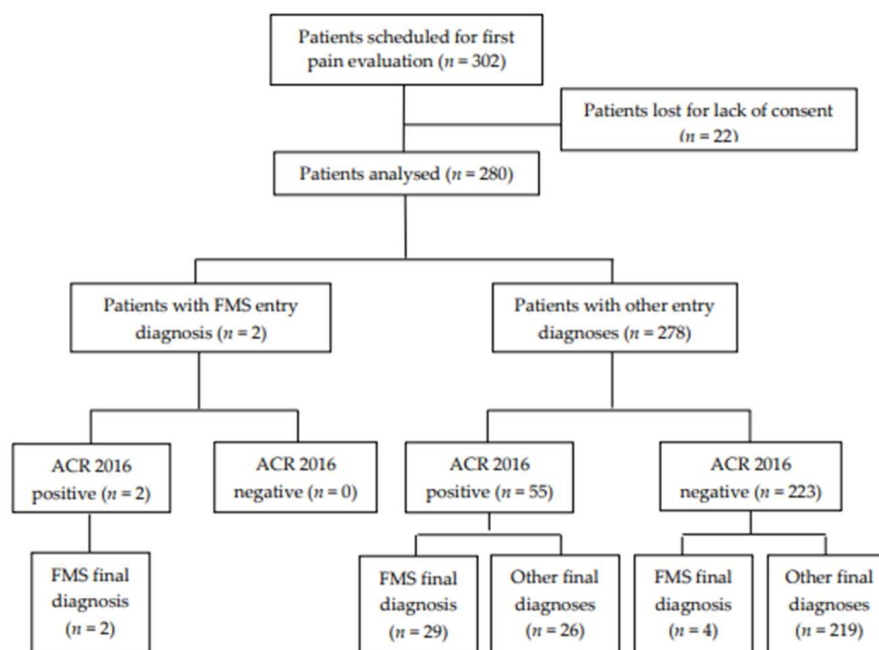 Patients scheduled for first
pain evaluation (n = 302)
Patients lost for lack of consent
(n = 22)
Patients analysed (n = 280)
Patients with FMS entry
diagnosis (n = 2)
Patients with other entry
diagnoses (n = 278)
ACR 2016
positive (n = 2)
ACR 2016
negative (n = 0)
ACR 2016
positive (n = 55)
ACR 2016
negative (n = 223)
FMS final
diagnosis
(n = 2)
FMS final
diagnosis
(n = 29)
Other final
diagnoses
(n = 26)
FMS final
diagnosis
(n = 4)
Other final
diagnoses
(n = 219)